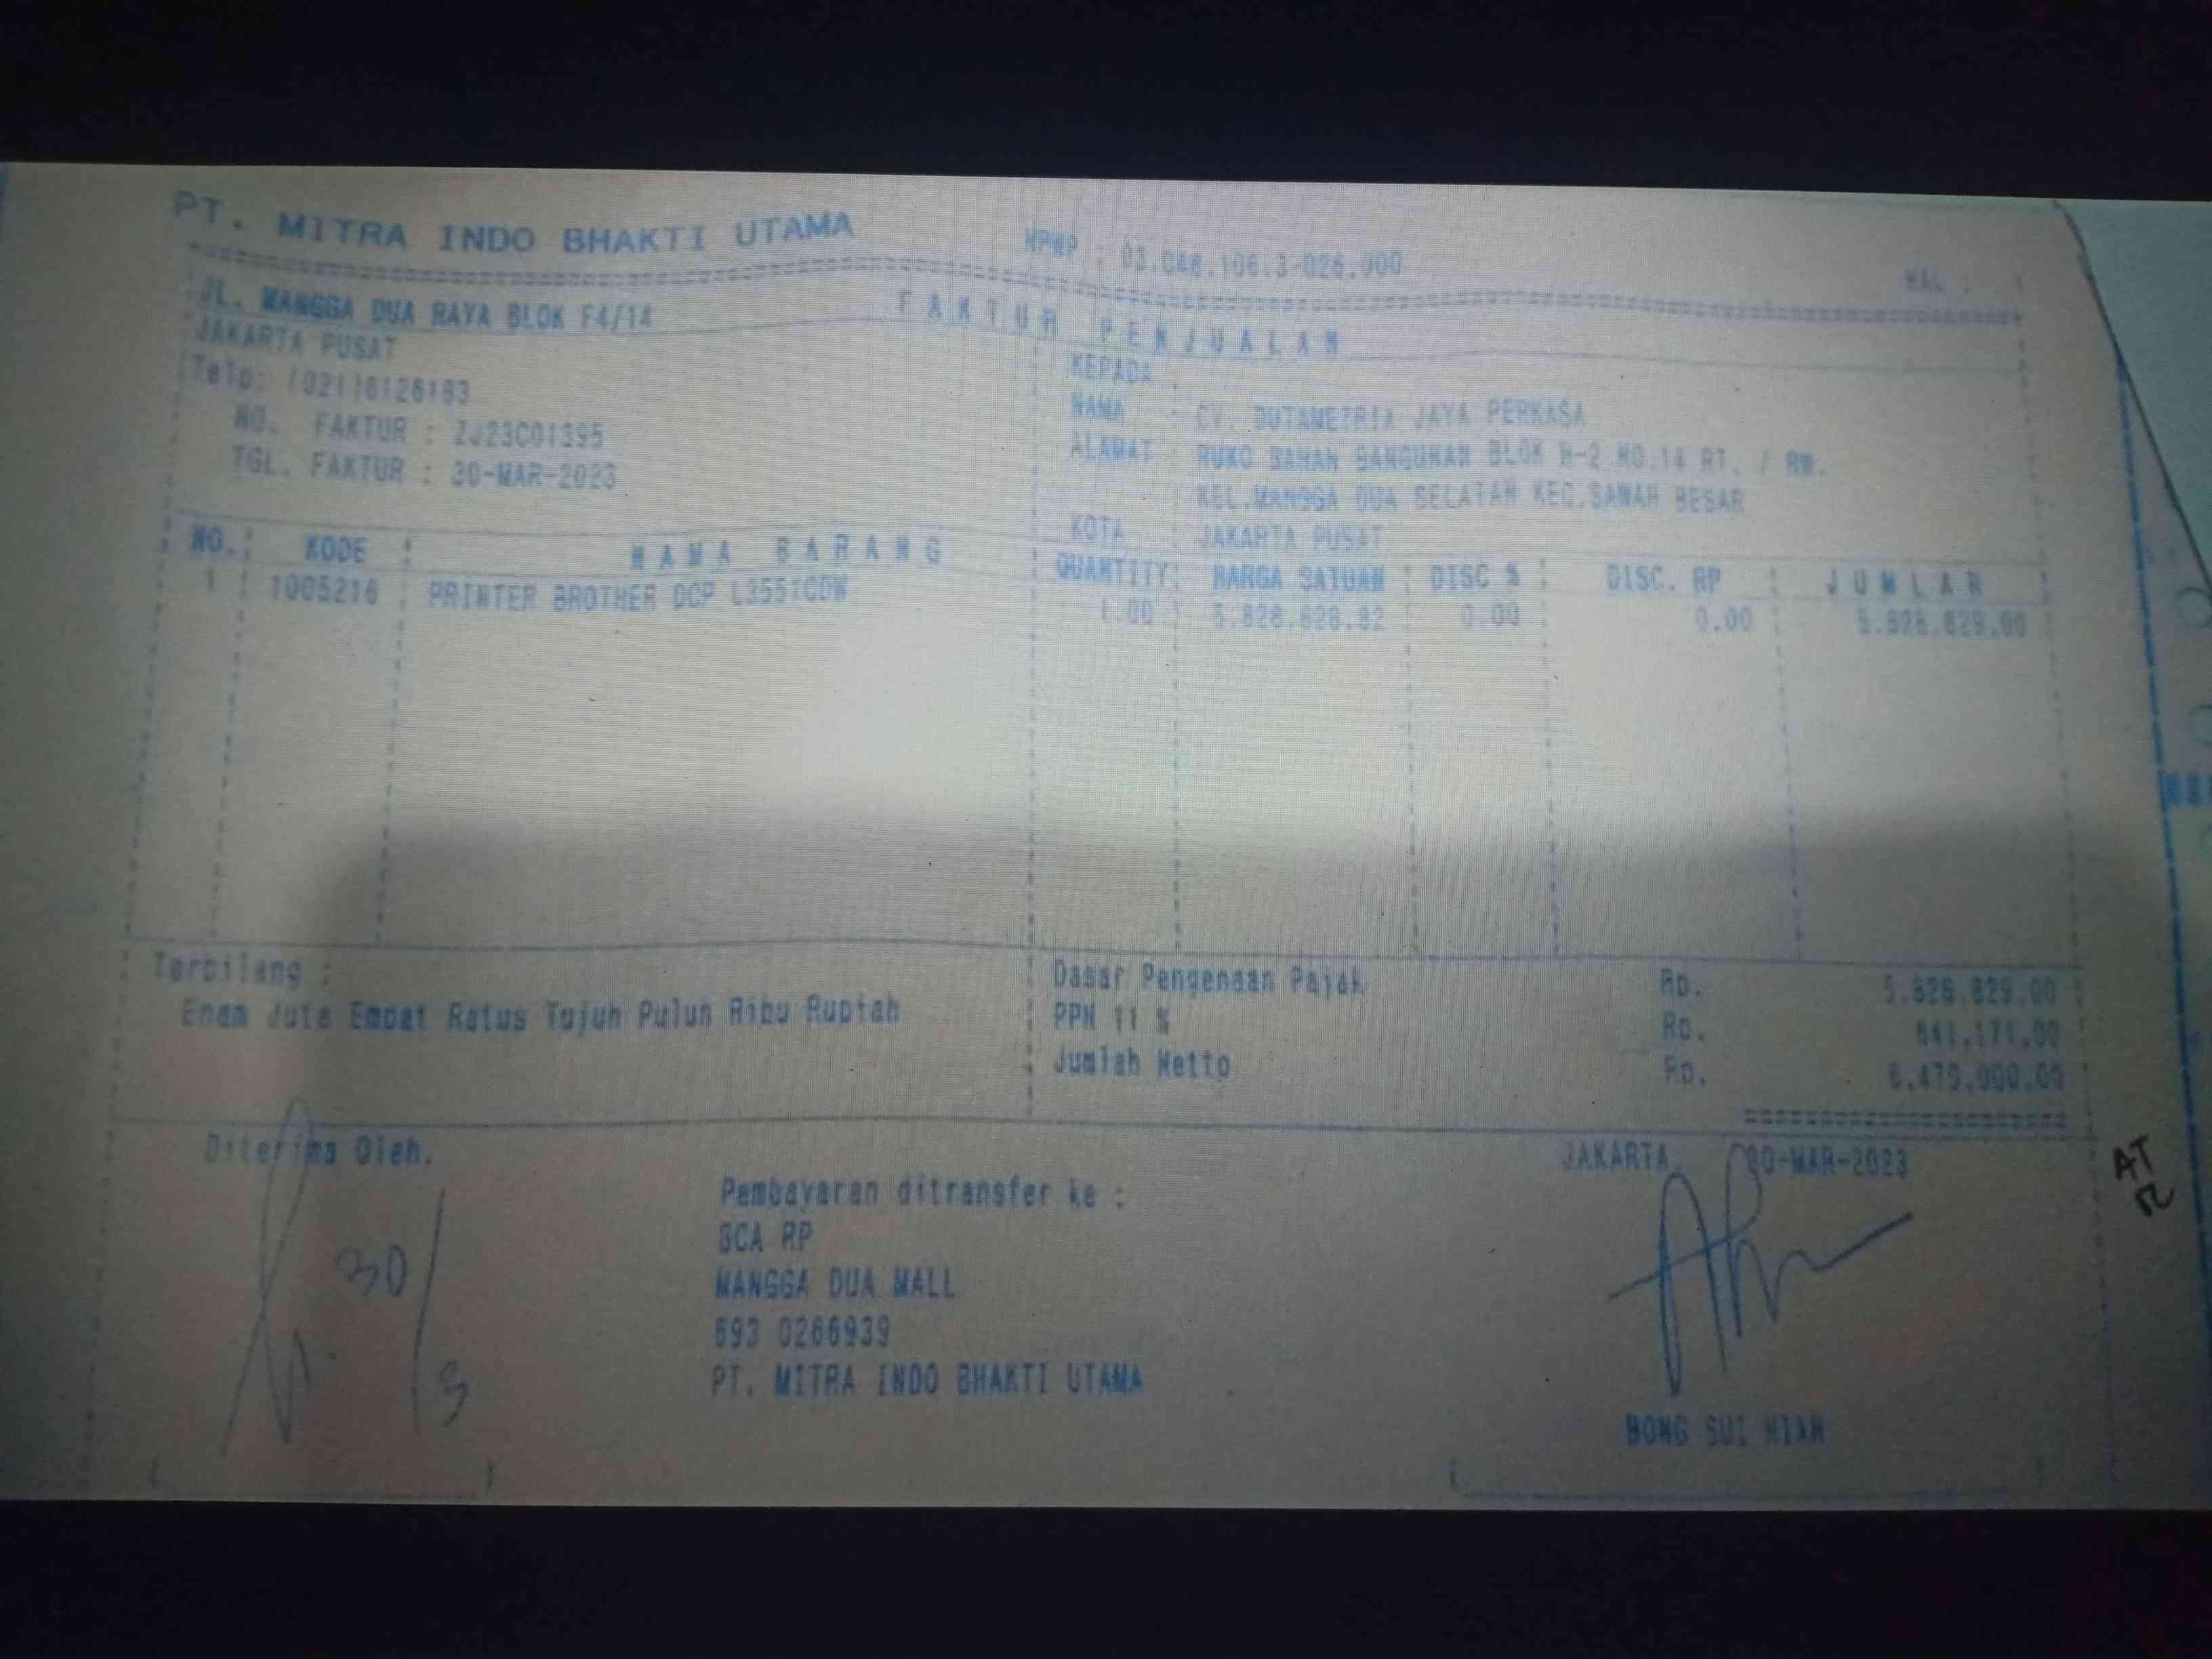 PT. MITRA INDO BHAKTI UTAMA
NPWP : 03.048.106.3-026.000
HAL :
JL. MANGGA DUA RAYA BLOK F4/14
FAKTUR PENJUALAN
JAKARTA PUSAT
Telp: (021)6126183
NO. FAKTUR : ZJ23C01395
TGL. FAKTUR : 30-MAR-2023
KEPADA :
NAMA : CV. DUTAMETRIX JAYA PERKASA
ALAMAT : RUKO BAHAN BANGUNAN BLOK H-2 NO.14 RT. / RW.
: KEL.MANGGA DUA SELATAN KEC.SAWAH BESAR
KOTA : JAKARTA PUSAT
NO. KODE NAMA BARANG QUANTITY HARGA SATUAN DISC % DISC. RP JUMLAH
1 1005216 PRINTER BROTHER DCP L3551CDW 1.00 5.828.828.82 0.00 0.00 5.828.829.00
Terbilang :
Enam Juta Empat Ratus Tujuh Puluh Ribu Rupiah
Dasar Pengenaan Pajak Rp. 5.828.829.00
PPN 11 % Rp. 641.171.00
Jumlah Netto Rp. 6.470.000.00
Diterima Oleh.
30/3
Pembayaran ditransfer ke :
BCA RP
MANGGA DUA MALL
693 0266939
PT. MITRA INDO BHAKTI UTAMA
JAKARTA, 30-MAR-2023
BONG SUI NIAN
AT